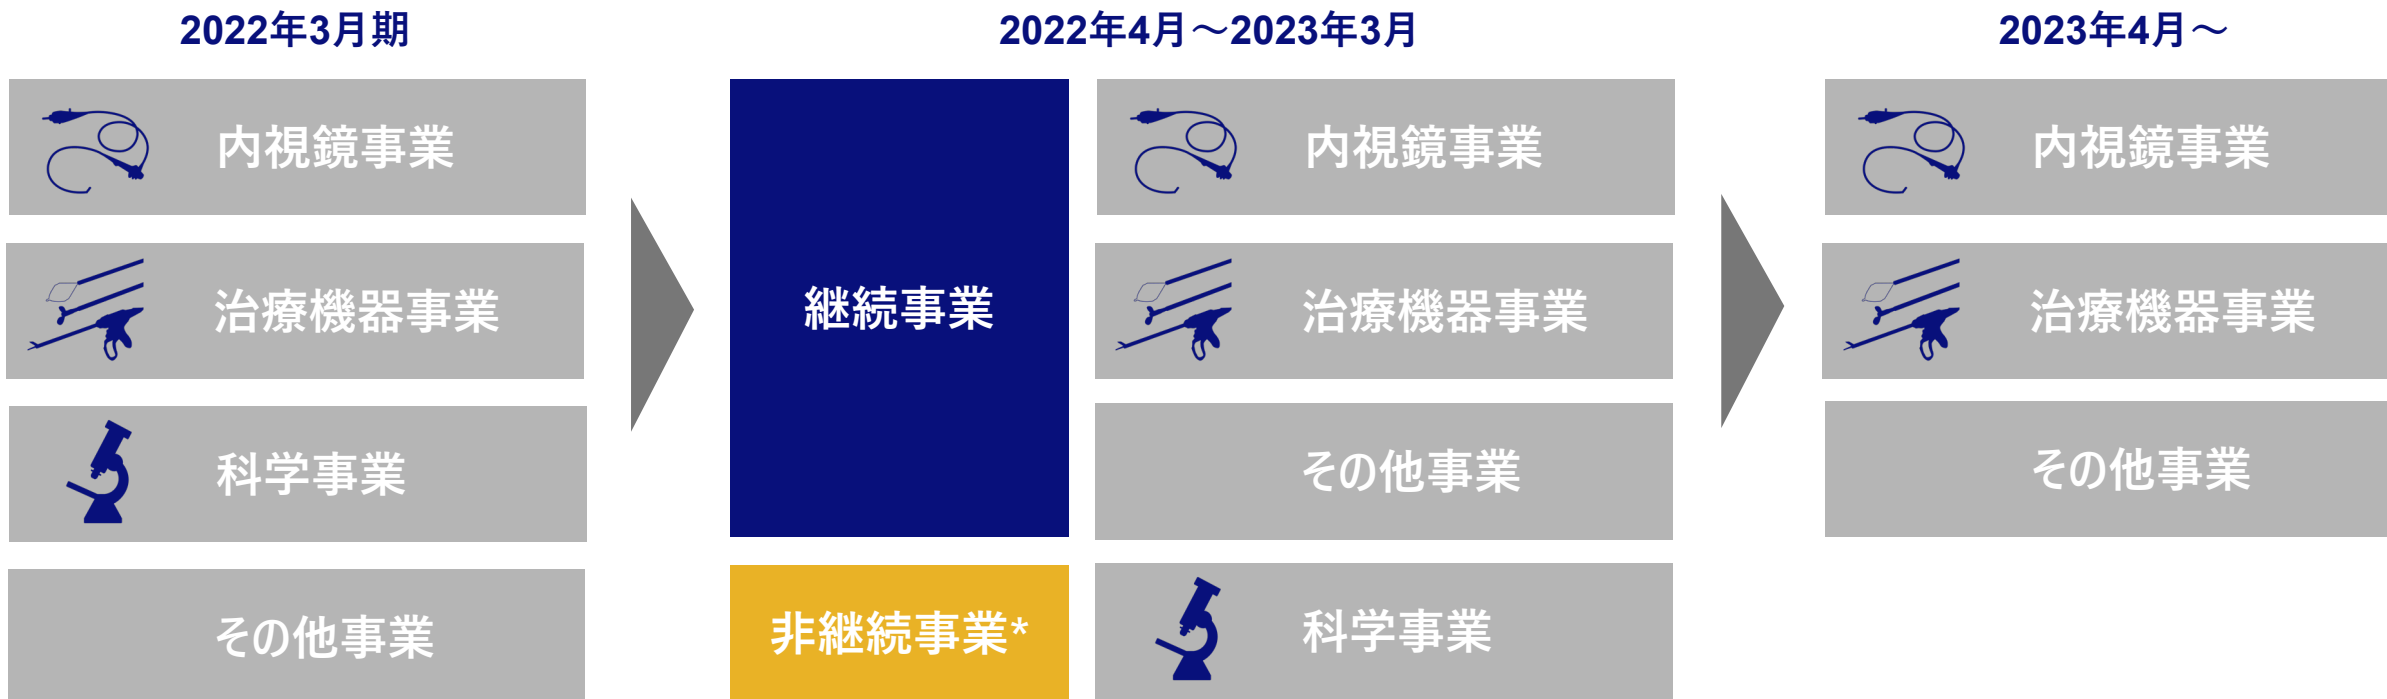 2022年3月期
内視鏡事業
治療機器事業
科学事業
その他事業
2022年4月～2023年3月
継続事業
内視鏡事業
治療機器事業
その他事業
非継続事業*
科学事業
2023年4月～
内視鏡事業
治療機器事業
その他事業